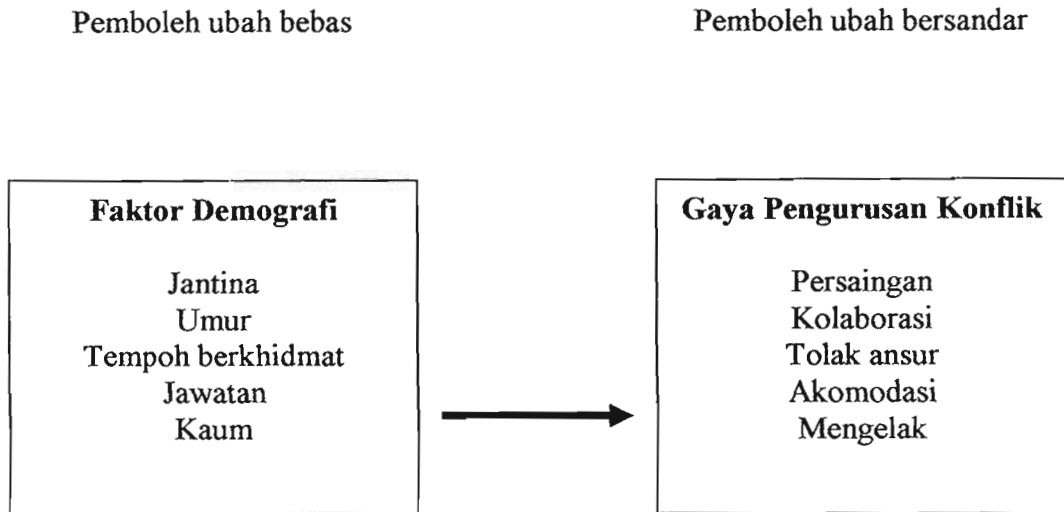 Pemboleh ubah bebas
Pemboleh ubah bersandar
Faktor Demografi
Jantina
Umur
Tempoh berkhidmat
Jawatan
Kaum
Gaya Pengurusan Konflik
Persaingan
Kolaborasi
Tolak ansur
Akomodasi
Mengelak